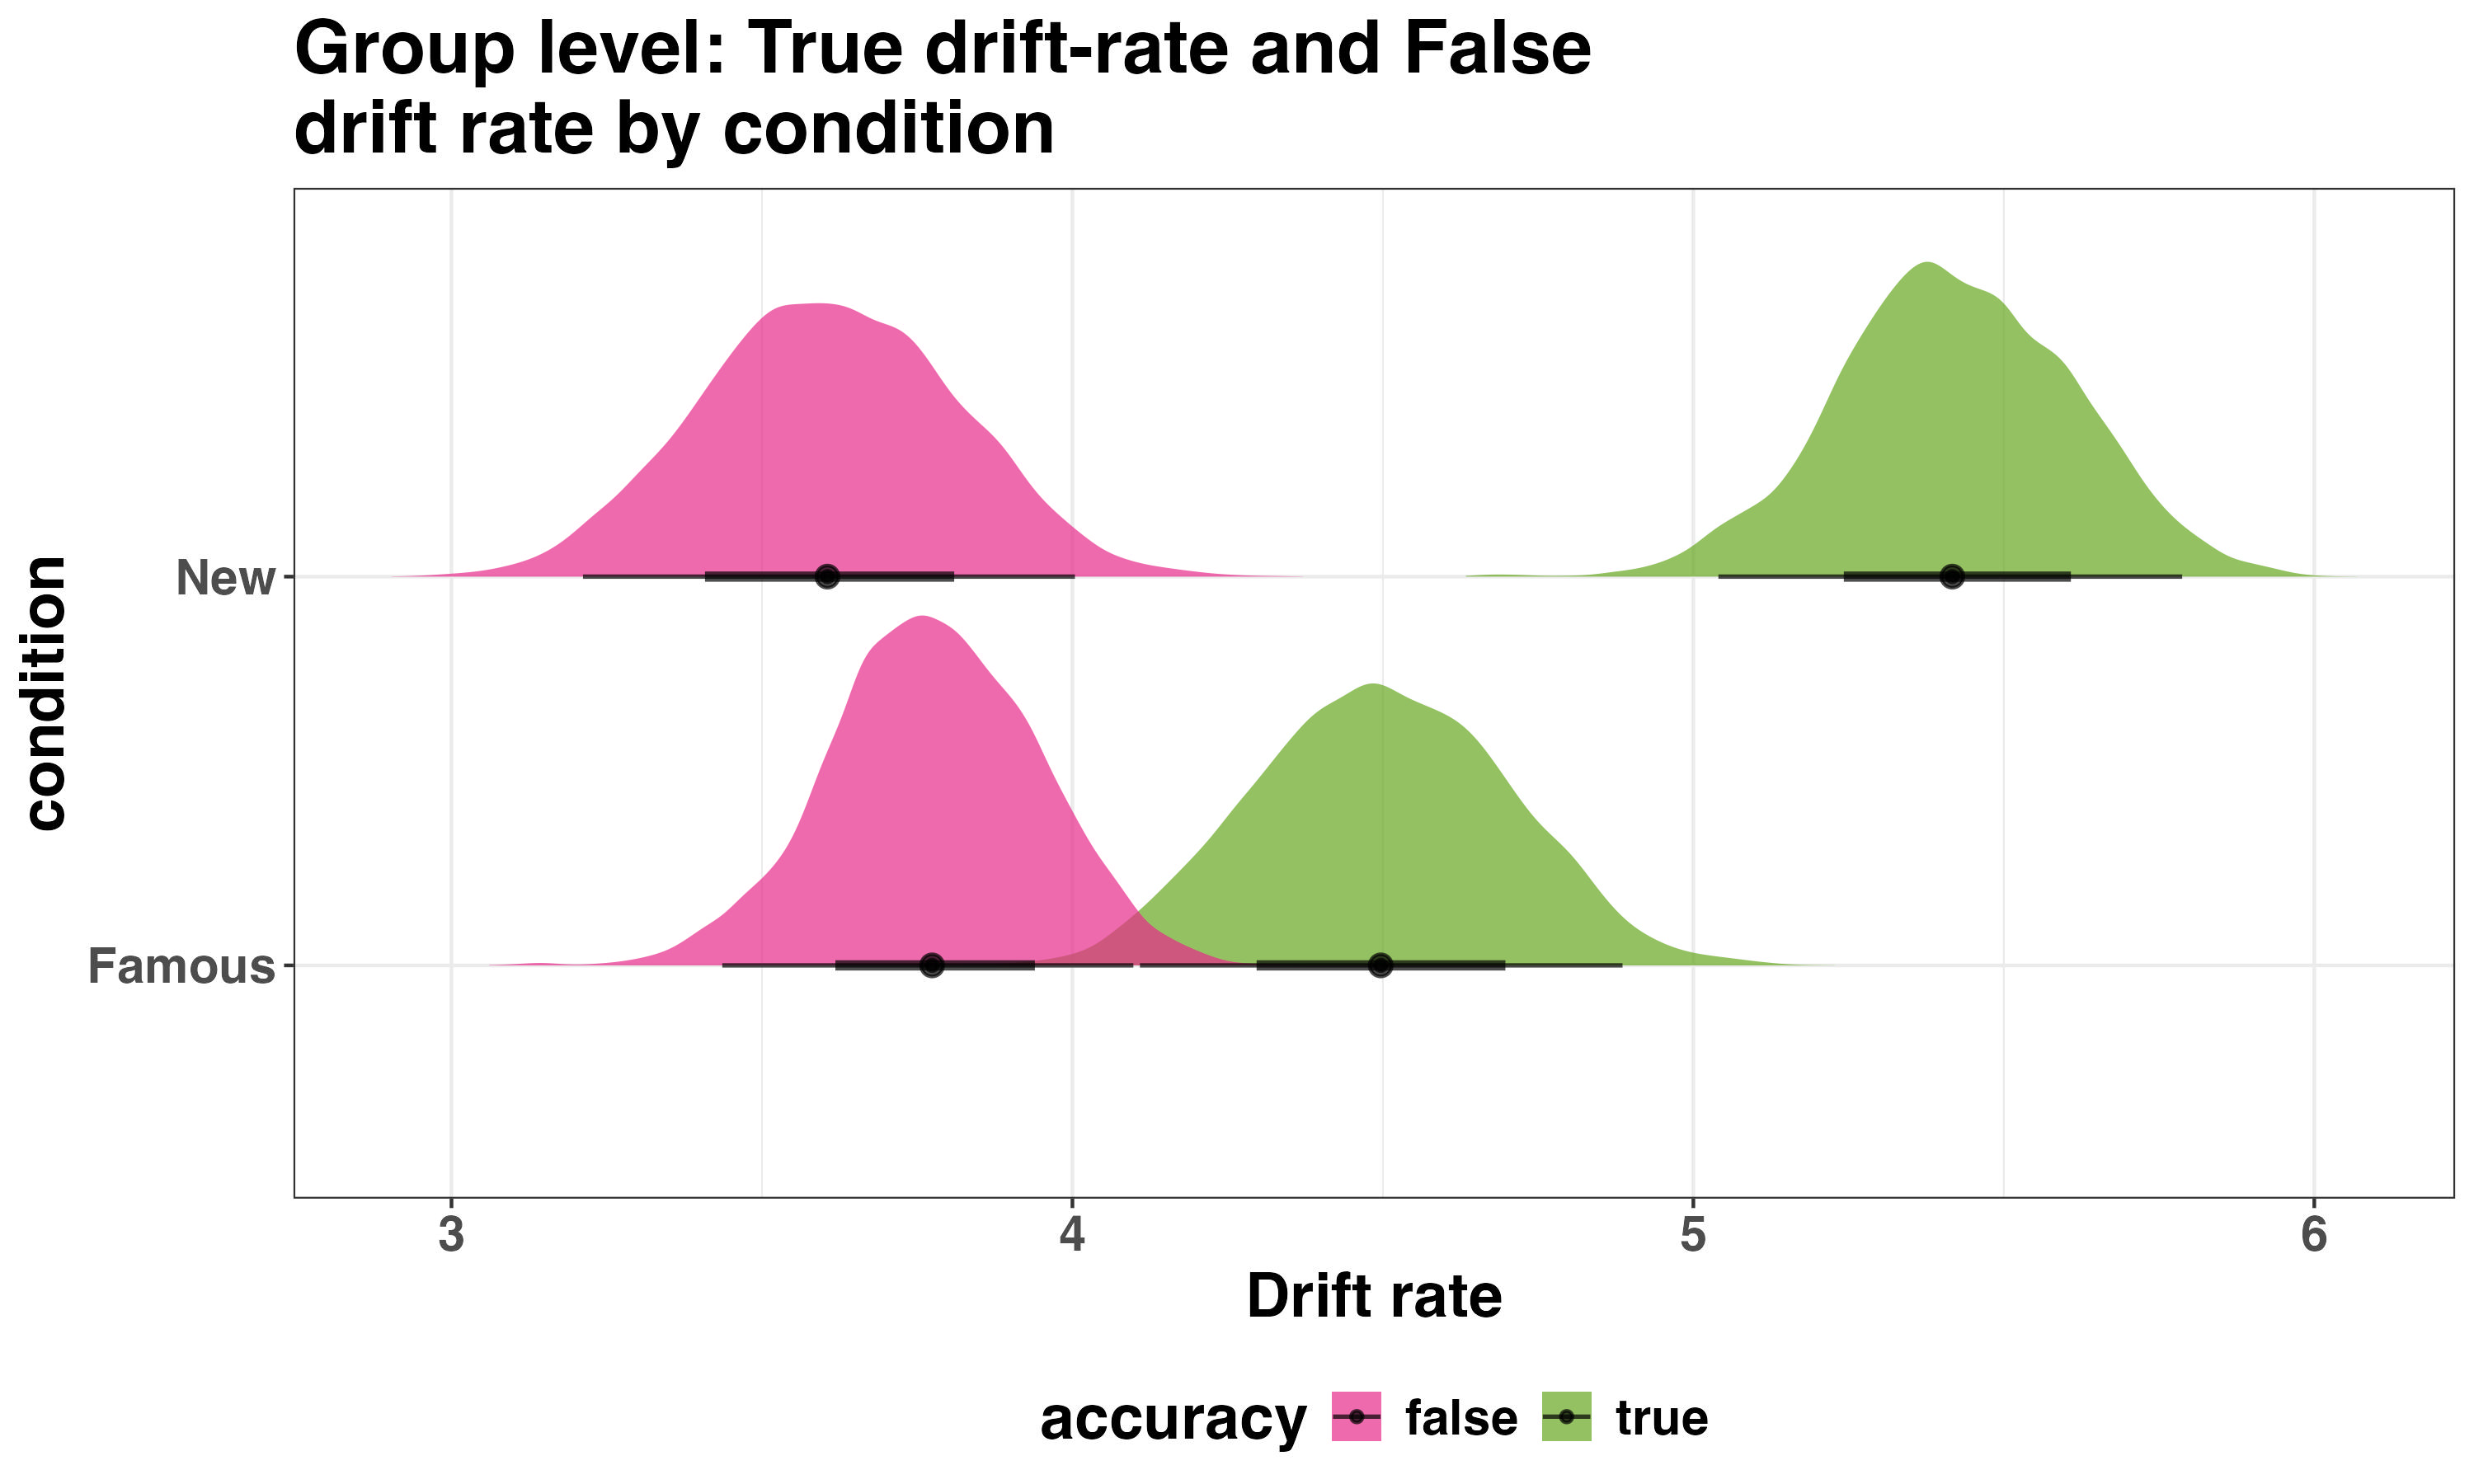 Group level: True drift-rate and False
drift rate by condition
condition
New
Famous
3 4 5 6
Drift rate
accuracy false true